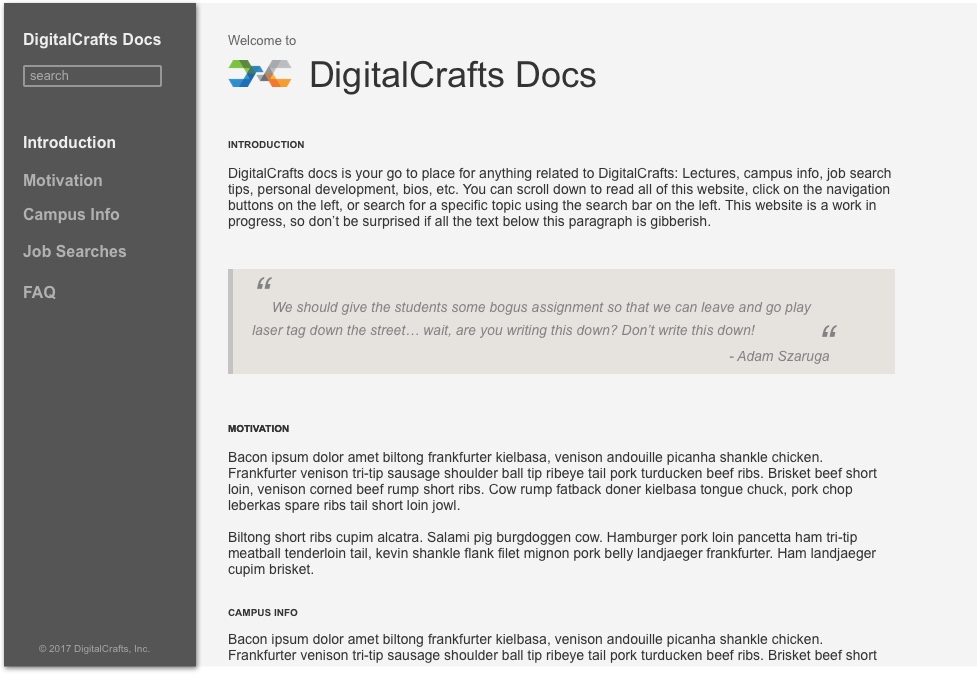 DigitalCrafts Docs
search
Introduction
Motivation
Campus Info
Job Searches
FAQ
© 2017 DigitalCrafts, Inc.
Welcome to
DigitalCrafts Docs
INTRODUCTION
DigitalCrafts docs is your go to place for anything related to DigitalCrafts: Lectures, campus info, job search
tips, personal development, bios, etc. You can scroll down to read all of this website, click on the navigation
buttons on the left, or search for a specific topic using the search bar on the left. This website is a work in
progress, so don’t be surprised if all the text below this paragraph is gibberish.
“
We should give the students some bogus assignment so that we can leave and go play
laser tag down the street… wait, are you writing this down? Don’t write this down! “
- Adam Szaruga
MOTIVATION
Bacon ipsum dolor amet biltong frankfurter kielbasa, venison andouille picanha shankle chicken.
Frankfurter venison tri-tip sausage shoulder ball tip ribeye tail pork turducken beef ribs. Brisket beef short
loin, venison corned beef rump short ribs. Cow rump fatback doner kielbasa tongue chuck, pork chop
leberkas spare ribs tail short loin jowl.
Biltong short ribs cupim alcatra. Salami pig burgdoggen cow. Hamburger pork loin pancetta ham tri-tip
meatball tenderloin tail, kevin shankle flank filet mignon pork belly landjaeger frankfurter. Ham landjaeger
cupim brisket.
CAMPUS INFO
Bacon ipsum dolor amet biltong frankfurter kielbasa, venison andouille picanha shankle chicken.
Frankfurter venison tri-tip sausage shoulder ball tip ribeye tail pork turducken beef ribs. Brisket beef short